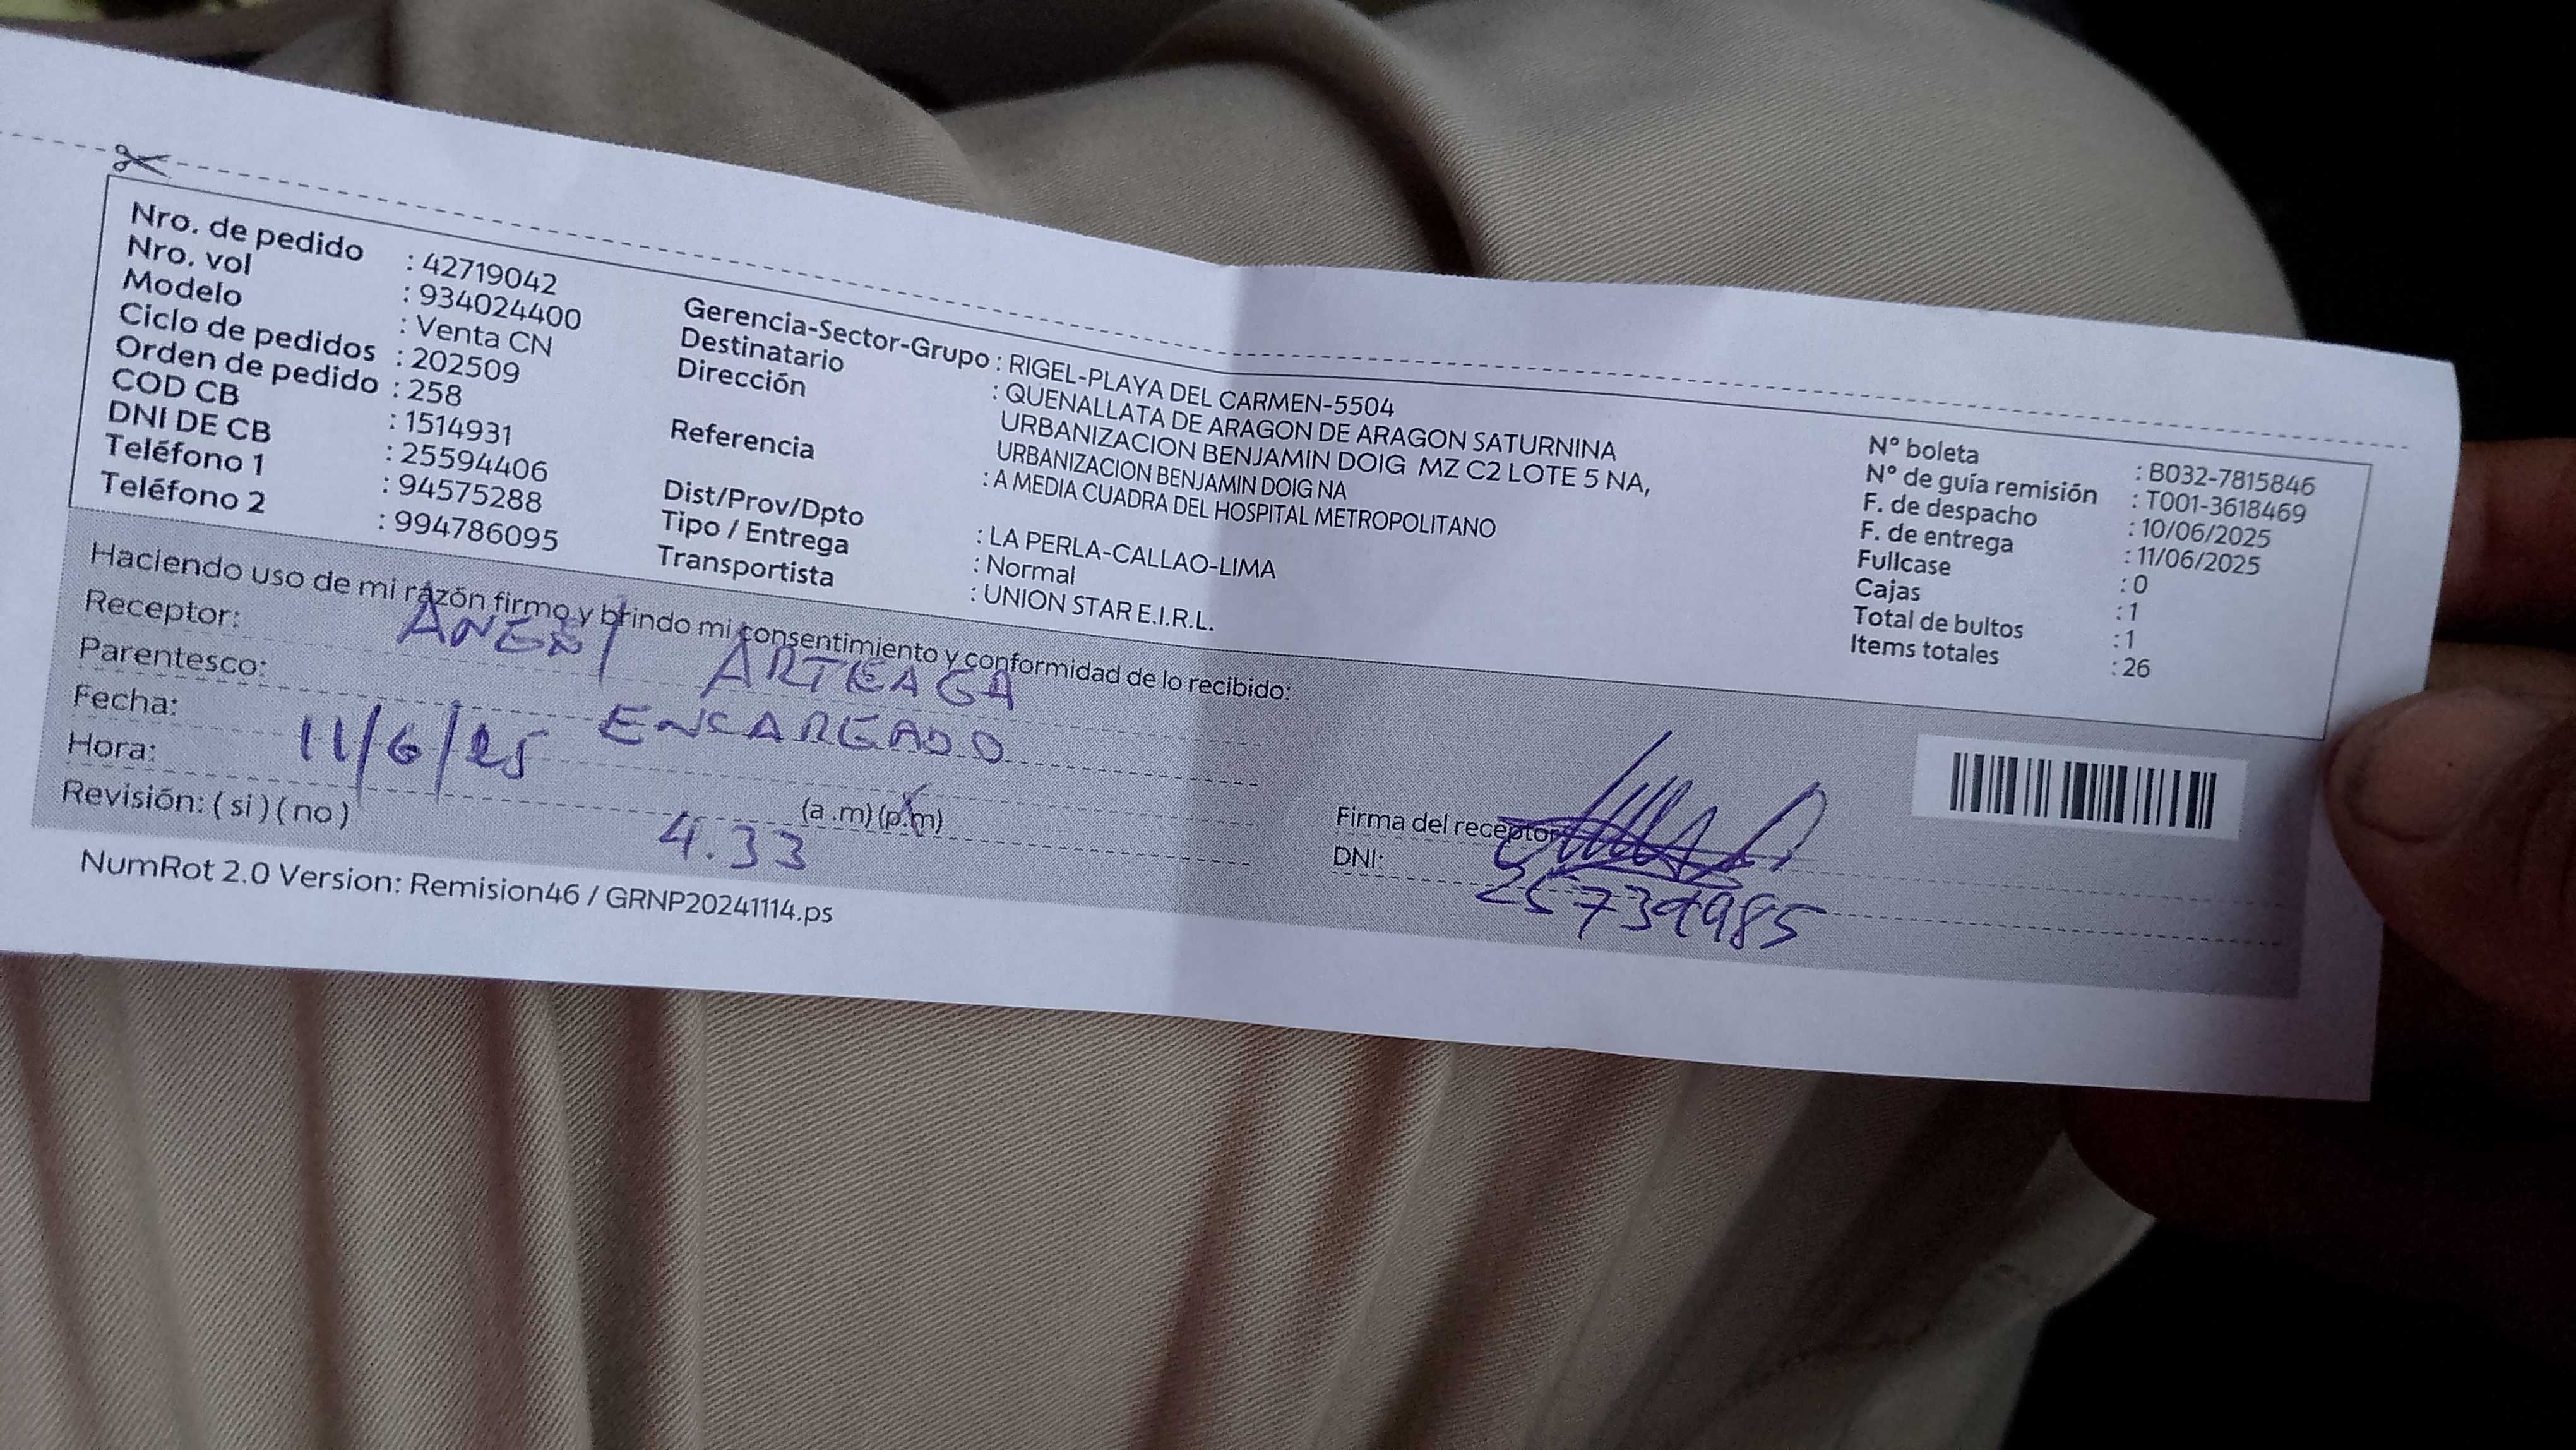 Nro. de pedido : 42719042
Nro. vol : 934024400
Modelo : Venta CN
Ciclo de pedidos : 202509
Orden de pedido : 258
COD CB : 1514931
DNI DE CB : 25594406
Teléfono 1 : 94575288
Teléfono 2 : 994786095
Gerencia-Sector-Grupo : RIGEL-PLAYA DEL CARMEN-5504
Destinatario : QUENALLATA DE ARAGON DE ARAGON SATURNINA
Dirección URBANIZACION BENJAMIN DOIG MZ C2 LOTE 5 NA,
URBANIZACION BENJAMIN DOIG NA
Referencia : A MEDIA CUADRA DEL HOSPITAL METROPOLITANO
Dist/Prov/Dpto : LA PERLA-CALLAO-LIMA
Tipo / Entrega : Normal
Transportista : UNION STAR E.I.R.L.
N° boleta : B032-7815846
N° de guía remisión : T001-3618469
F. de despacho : 10/06/2025
F. de entrega : 11/06/2025
Fullcase : 0
Cajas : 1
Total de bultos : 1
Items totales : 26
Haciendo uso de mi razón firmo y brindo mi consentimiento y conformidad de lo recibido:
Receptor: ARTEAGA
Parentesco: ENCARGADO
Fecha: 11/6/25
Hora: 4.33 (a.m)(p.m)
Revisión: (si)(no)
Firma del receptor
DNI:
NumRot 2.0 Version: Remision46 / GRNP20241114.ps